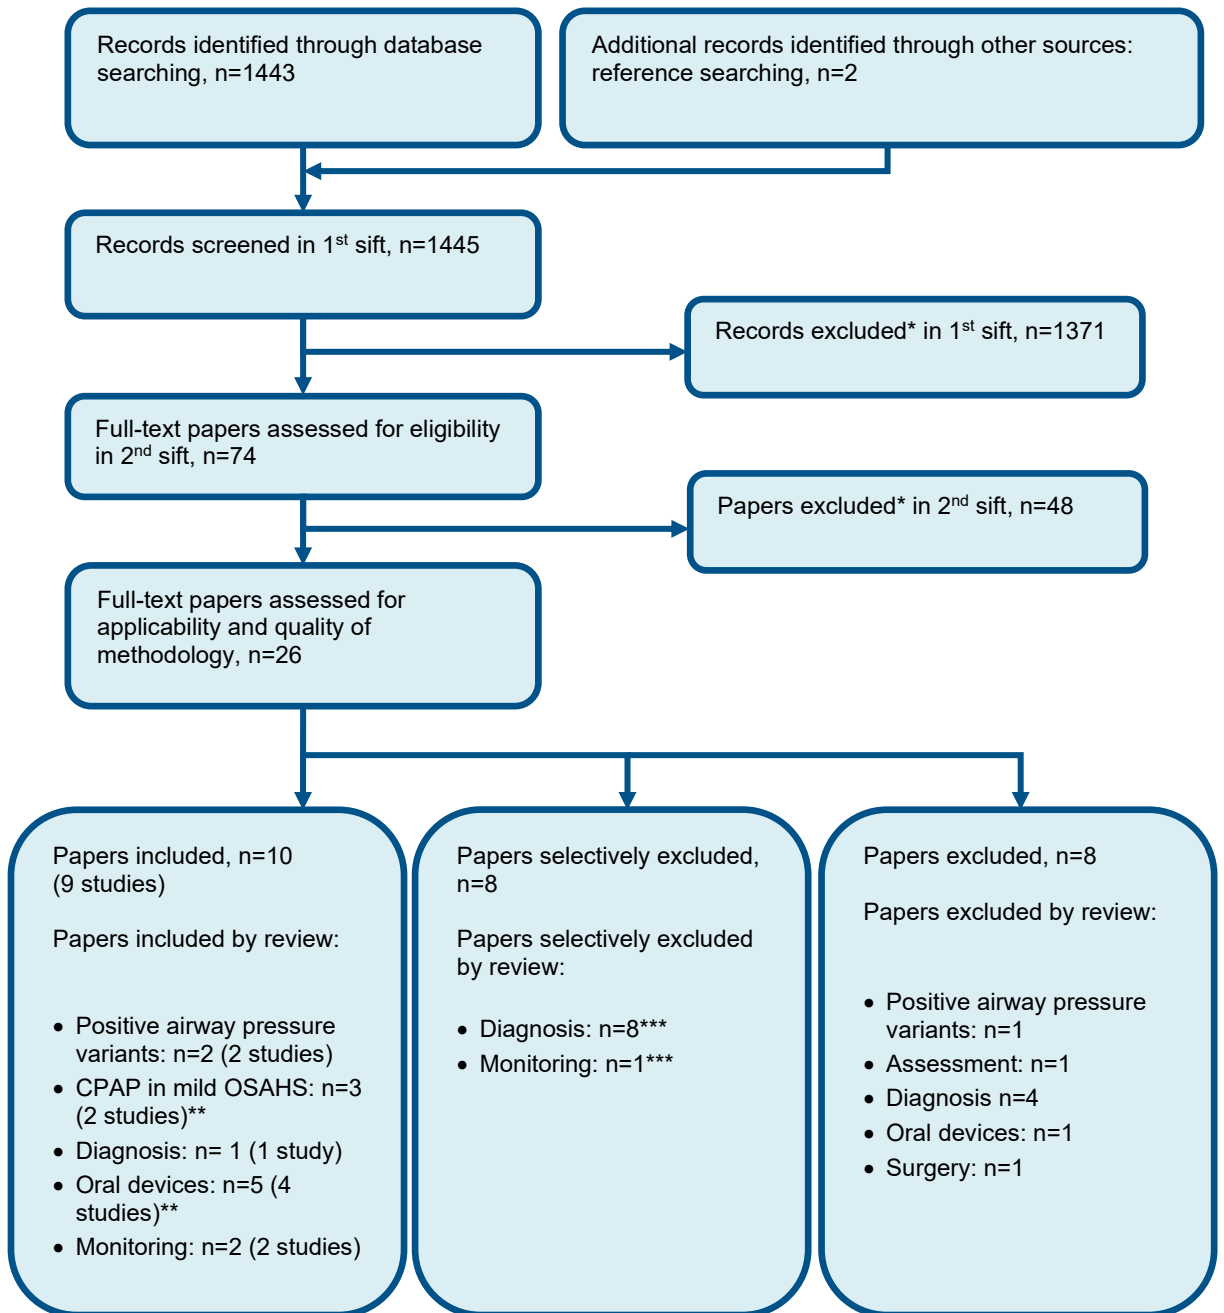 Records identified through database
searching, n=1443
Additional records identified through other sources:
reference searching, n=2
Records screened in 1st sift, n=1445
Records excluded* in 1st sift, n=1371
Full-text papers assessed for eligibility
in 2nd sift, n=74
Papers excluded* in 2nd sift, n=48
Full-text papers assessed for
applicability and quality of
methodology, n=26
Papers included, n=10
(9 studies)
Papers included by review:
• Positive airway pressure
variants: n=2 (2 studies)
• CPAP in mild OSAHS: n=3
(2 studies)**
• Diagnosis: n= 1 (1 study)
• Oral devices: n=5 (4
studies)**
• Monitoring: n=2 (2 studies)
Papers selectively excluded,
n=8
Papers selectively excluded
by review:
• Diagnosis: n=8***
• Monitoring: n=1***
Papers excluded, n=8
Papers excluded by review:
• Positive airway pressure
variants: n=1
• Assessment: n=1
• Diagnosis n=4
• Oral devices: n=1
• Surgery: n=1